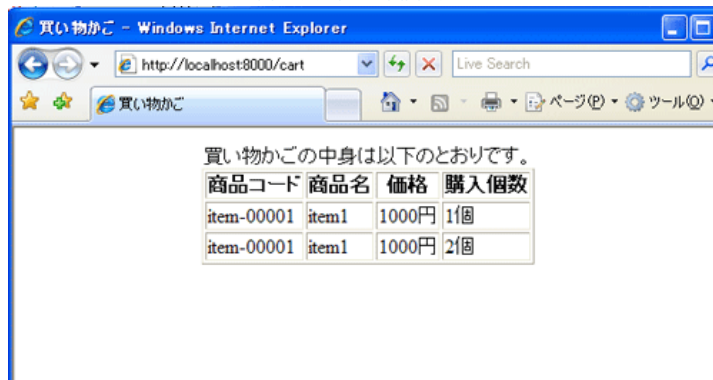 買い物かご - Windows Internet Explorer
http://localhost:8000/cart
Live Search
買い物かご
ページ(P)
ツール(O)
買い物かごの中身は以下のとおりです。
商品コード 商品名 価格 購入個数
item-00001 item1 1000円 1個
item-00001 item1 1000円 2個